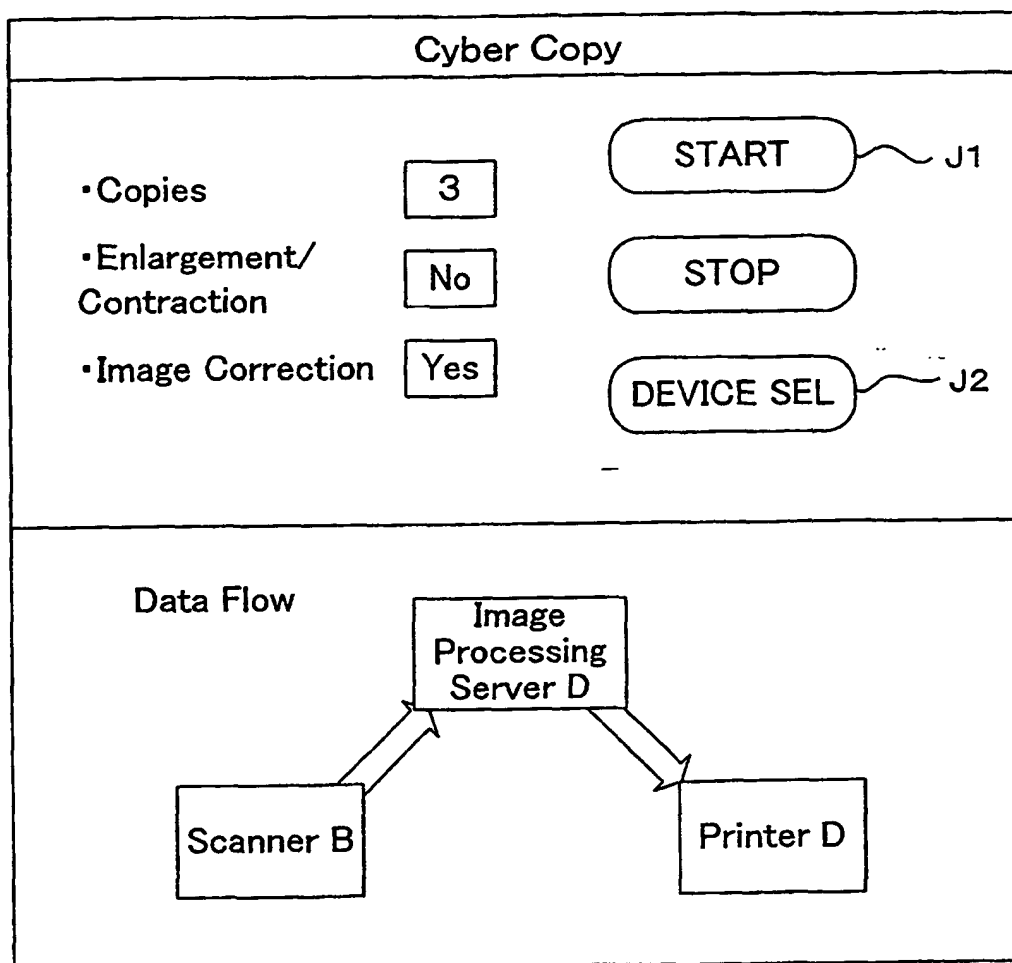 Cyber Copy
・Copies 3
・Enlargement/
Contraction No
・Image Correction Yes
START J1
STOP
DEVICE SEL J2
Data Flow
Image
Processing
Server D
Scanner B
Printer D